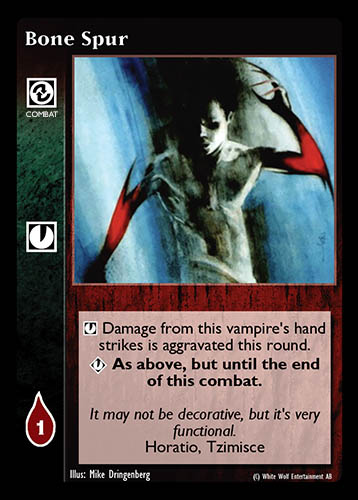 Bone Spur
COMBAT
Damage from this vampire's hand
strikes is aggravated this round.
As above, but until the end
of this combat.
It may not be decorative, but it's very
functional.
Horatio, Tzimisce
1
Illus: Mike Dringenberg
(C) White Wolf Entertainment AB